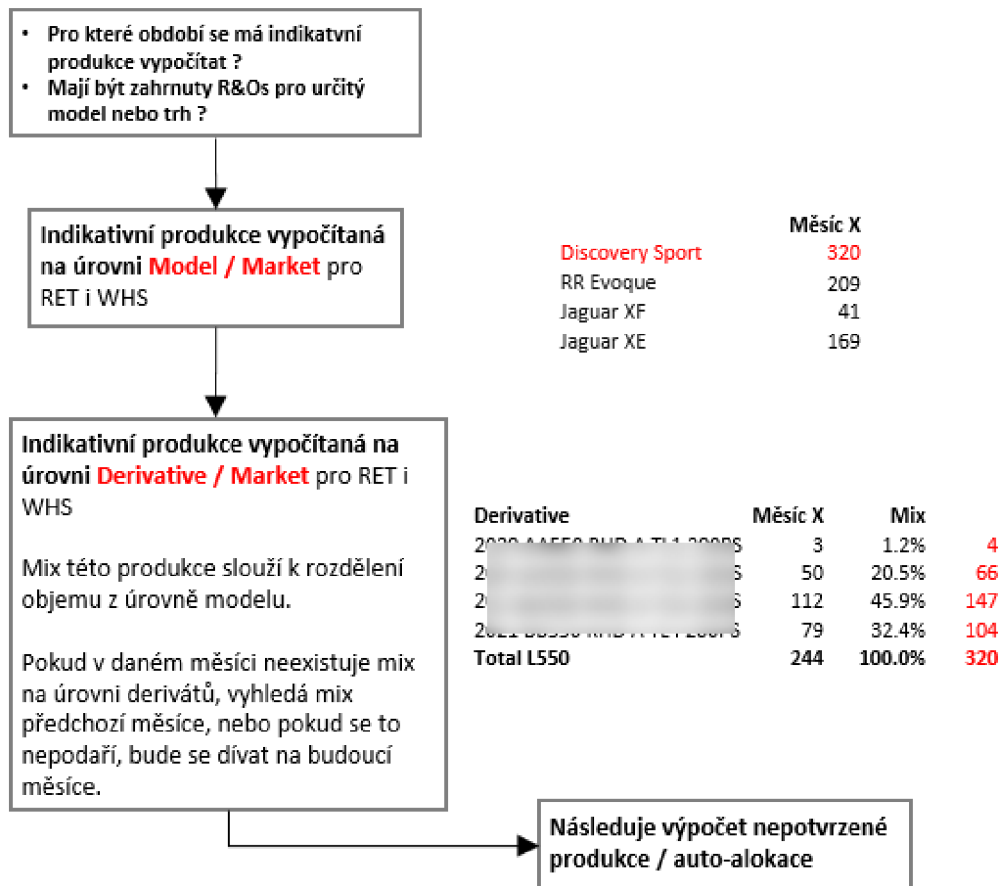 • Pro které období se má indikatvní
produkce vypočítat ?
• Mají být zahrnuty R&Os pro určitý
model nebo trh ?
Indikativní produkce vypočítaná
na úrovni Model / Market pro
RET i WHS
Měsíc X
Discovery Sport 320
RR Evoque 209
Jaguar XF 41
Jaguar XE 169
Indikativní produkce vypočítaná na
úrovni Derivative / Market pro RET i
WHS
Mix této produkce slouží k rozdělení
objemu z úrovně modelu.
Pokud v daném měsíci neexistuje mix
na úrovni derivátů, vyhledá mix
předchozí měsíce, nebo pokud se to
nepodaří, bude se dívat na budoucí
měsíce.
Derivative Měsíc X Mix
3 1.2% 4
50 20.5% 66
112 45.9% 147
79 32.4% 104
Total L550 244 100.0% 320
Následuje výpočet nepotvrzené
produkce / auto-alokace